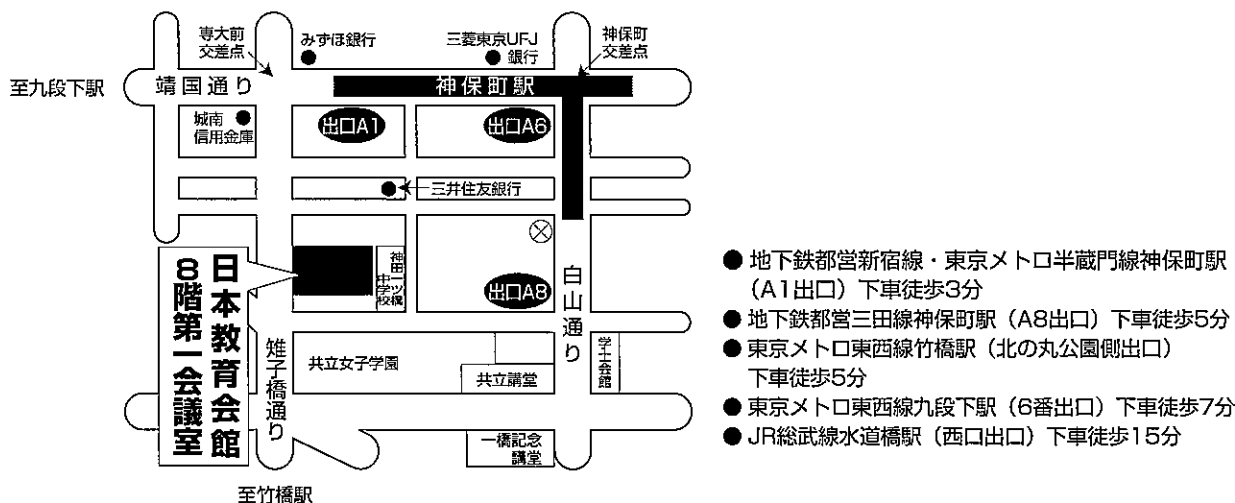 専大前
交差点
みずほ銀行
三菱東京UFJ
銀行
神保町
交差点
至九段下駅
靖国通り
神保町駅
城南
信用金庫
出口A1
出口A6
三井住友銀行
日本教育会館
8階第一会議室
神田一ツ橋
中学校
出口A8
白山通り
雉子橋通り
共立女子学園
共立講堂
学士会館
一橋記念
講堂
至竹橋駅
● 地下鉄都営新宿線・東京メトロ半蔵門線神保町駅
（A1出口）下車徒歩3分
● 地下鉄都営三田線神保町駅（A8出口）下車徒歩5分
● 東京メトロ東西線竹橋駅（北の丸公園側出口）
下車徒歩5分
● 東京メトロ東西線九段下駅（6番出口）下車徒歩7分
● JR総武線水道橋駅（西口出口）下車徒歩15分